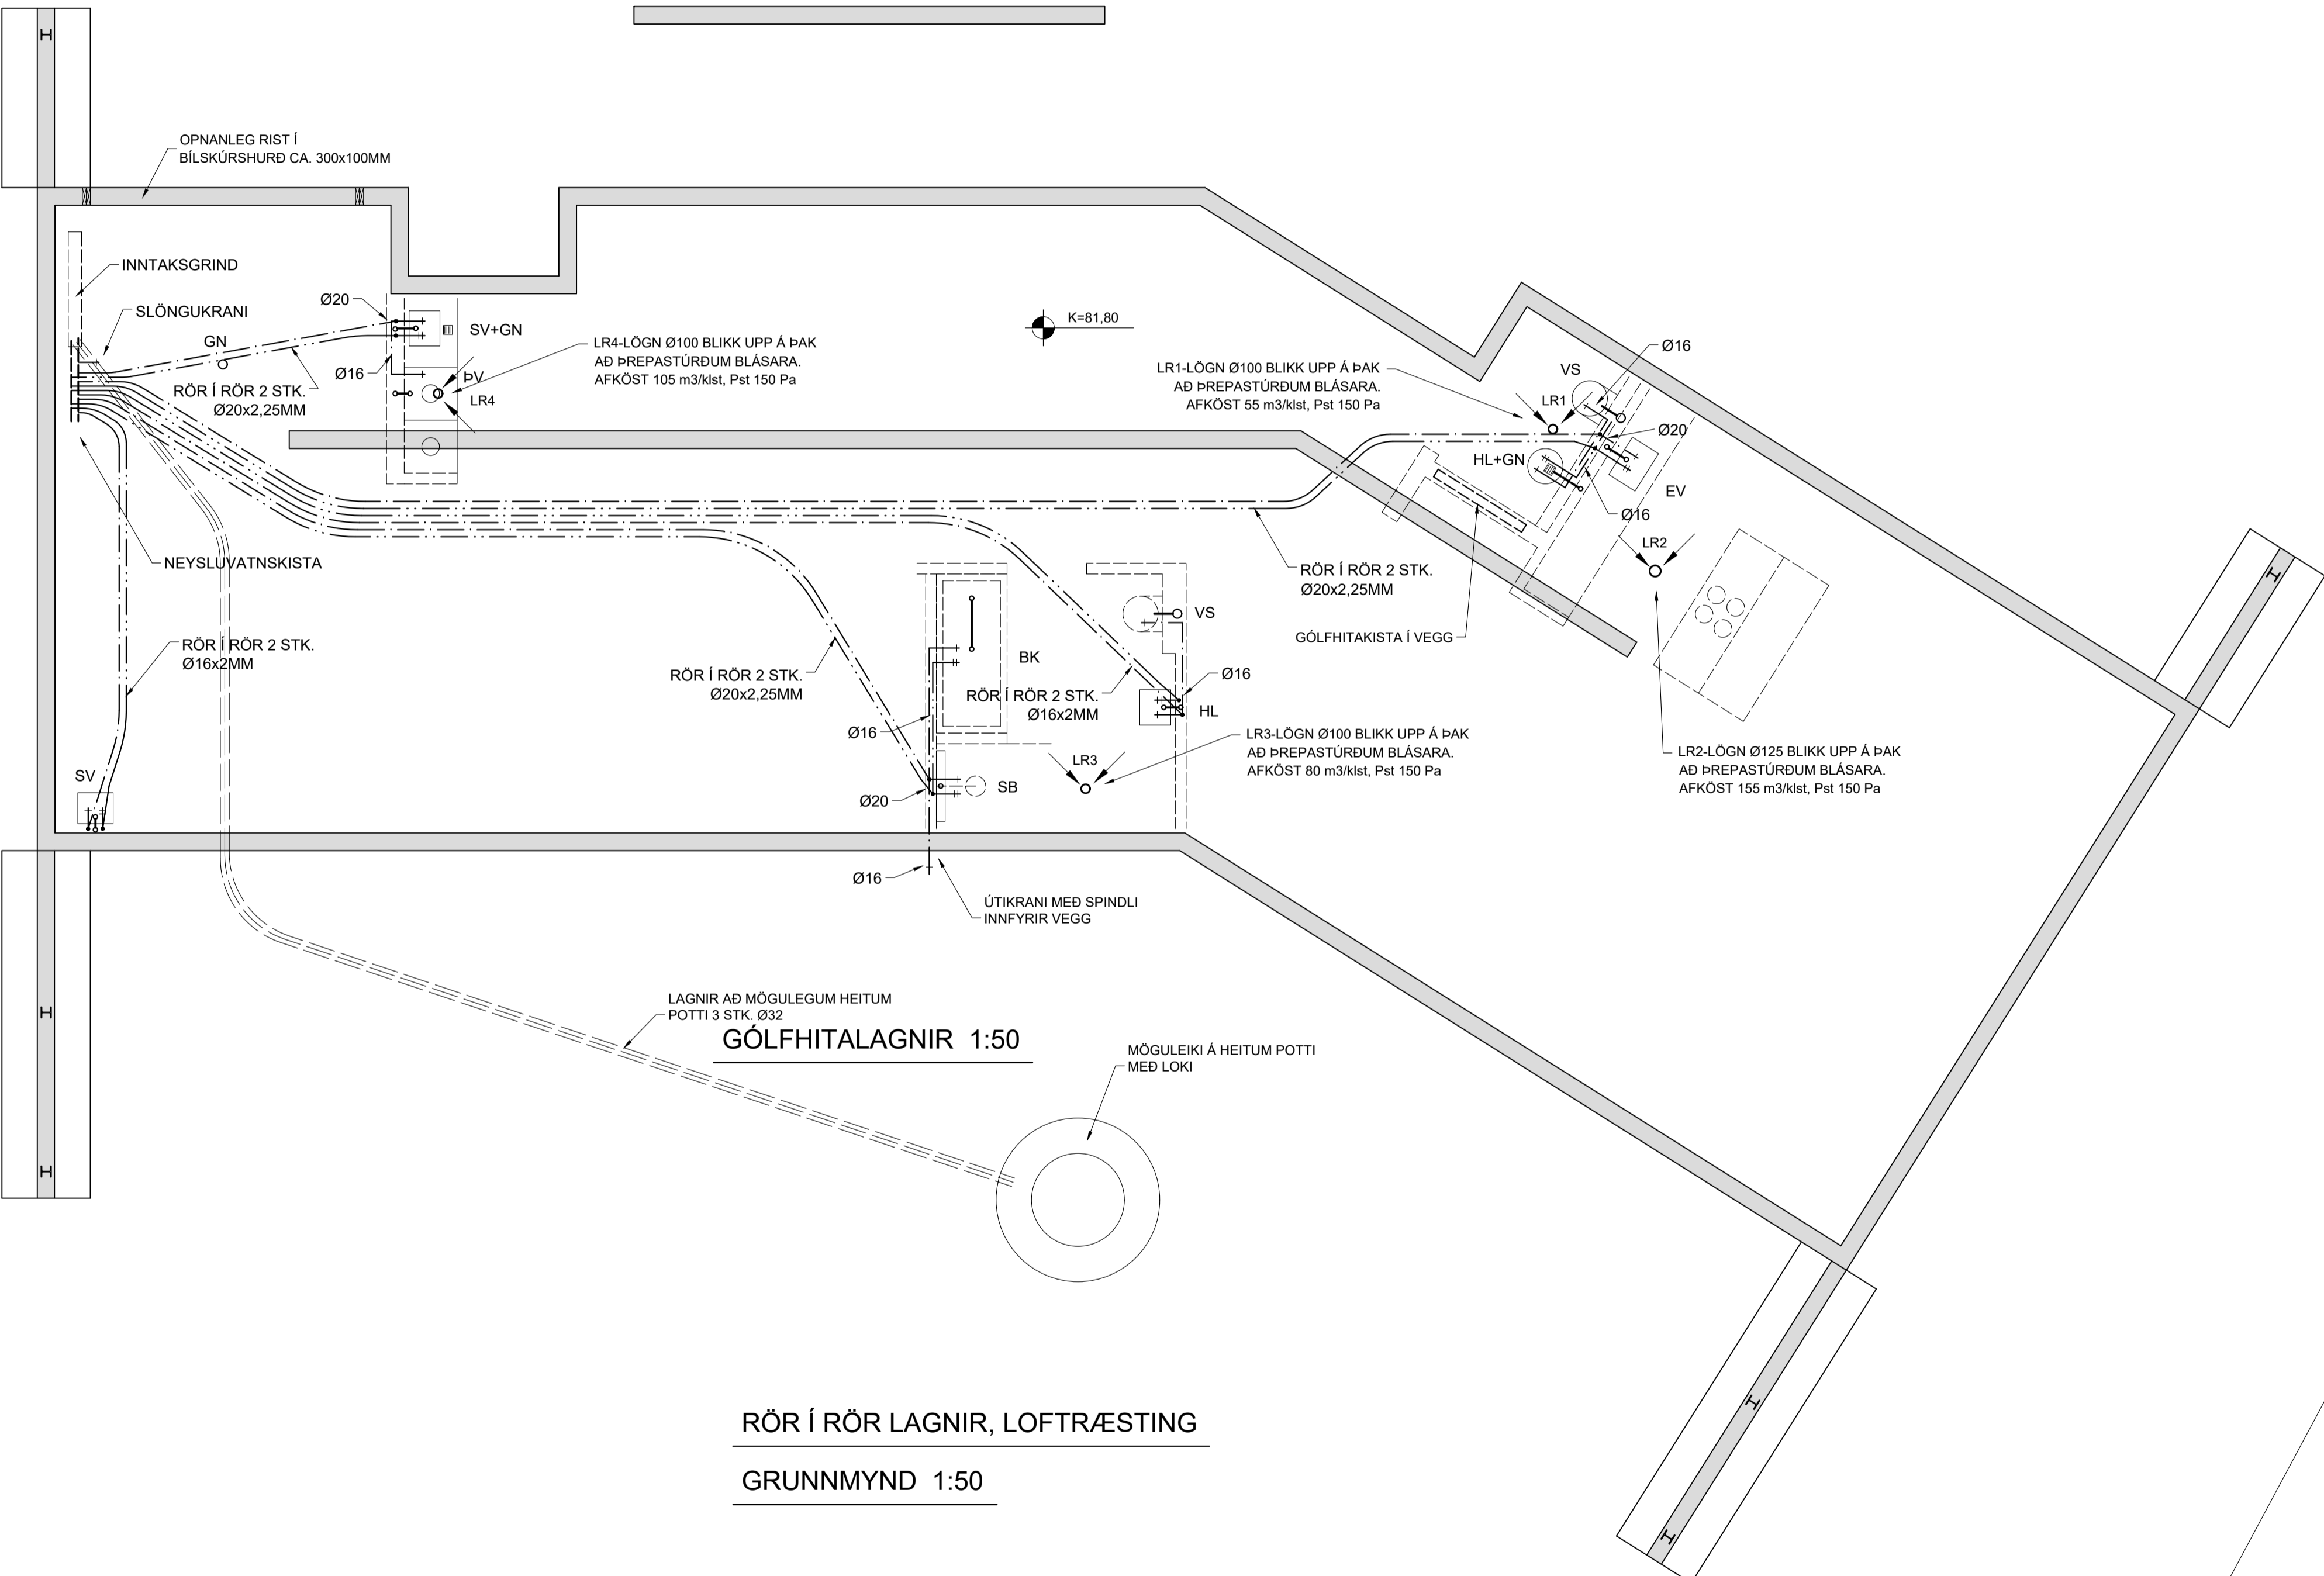 OPNANLEG RIST Í
BÍLSKÚRSHURÐ CA. 300x100MM
INNTAKSGRIND
SLÖNGUKRANI
GN
RÖR Í RÖR 2 STK.
Ø20x2,25MM
Ø20
Ø16
SV+GN
ÞV
LR4
LR4-LÖGN Ø100 BLIKK UPP Á ÞAK
AÐ ÞREPASTÚRÐUM BLÁSARA.
AFKÖST 105 m3/klst, Pst 150 Pa
K=81,80
LR1-LÖGN Ø100 BLIKK UPP Á ÞAK
AÐ ÞREPASTÚRÐUM BLÁSARA.
AFKÖST 55 m3/klst, Pst 150 Pa
Ø16
VS
LR1
Ø20
HL+GN
EV
Ø16
LR2
NEYSLUVATNSKISTA
RÖR Í RÖR 2 STK.
Ø20x2,25MM
GÓLFHITAKISTA Í VEGG
RÖR Í RÖR 2 STK.
Ø16x2MM
RÖR Í RÖR 2 STK.
Ø20x2,25MM
BK
VS
RÖR Í RÖR 2 STK.
Ø16x2MM
Ø16
HL
Ø16
LR3
LR3-LÖGN Ø100 BLIKK UPP Á ÞAK
AÐ ÞREPASTÚRÐUM BLÁSARA.
AFKÖST 80 m3/klst, Pst 150 Pa
LR2-LÖGN Ø125 BLIKK UPP Á ÞAK
AÐ ÞREPASTÚRÐUM BLÁSARA.
AFKÖST 155 m3/klst, Pst 150 Pa
SV
Ø20
SB
Ø16
ÚTIKRANI MEÐ SPINDLI
INNFYRIR VEGG
LAGNIR AÐ MÖGULEGUM HEITUM
POTTI 3 STK. Ø32
GÓLFHITALAGNIR 1:50
MÖGULEIKI Á HEITUM POTTI
MEÐ LOKI
RÖR Í RÖR LAGNIR, LOFTRÆSTING
GRUNNMYND 1:50